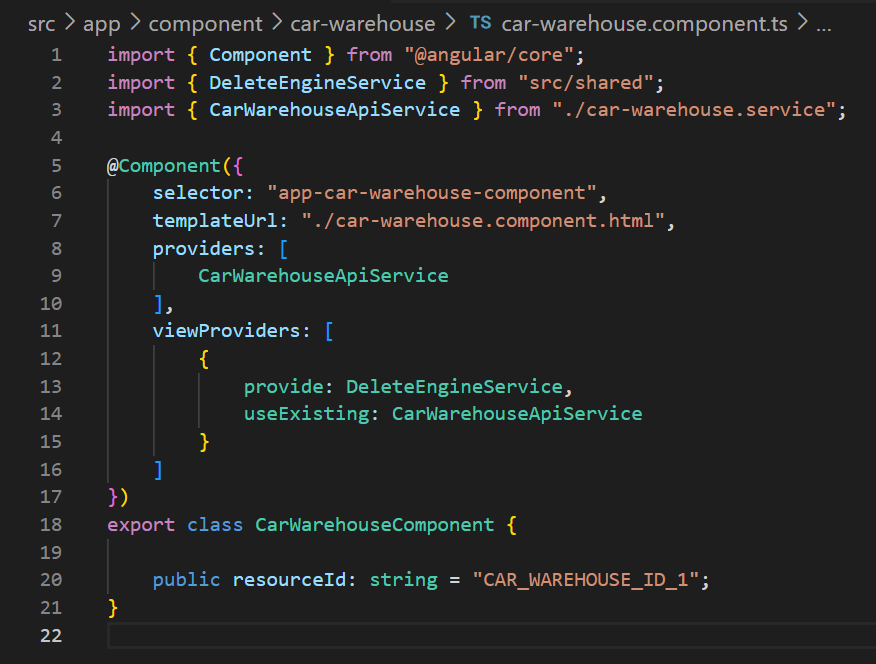 src > app > component > car-warehouse > TS car-warehouse.component.ts > ...
1 import { Component } from "@angular/core";
2 import { DeleteEngineService } from "src/shared";
3 import { CarWarehouseApiService } from "./car-warehouse.service";
4
5 @Component({
6     selector: "app-car-warehouse-component",
7     templateUrl: "./car-warehouse.component.html",
8     providers: [
9         CarWarehouseApiService
10     ],
11     viewProviders: [
12         {
13             provide: DeleteEngineService,
14             useExisting: CarWarehouseApiService
15         }
16     ]
17 })
18 export class CarWarehouseComponent {
19
20     public resourceId: string = "CAR_WAREHOUSE_ID_1";
21 }
22